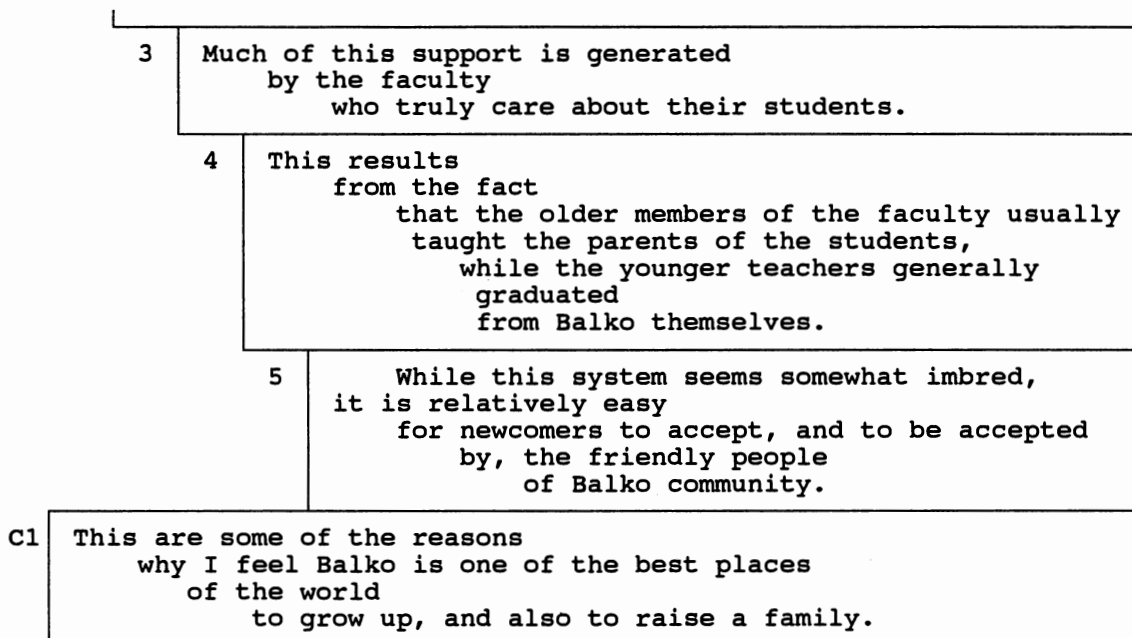 3 Much of this support is generated
by the faculty
who truly care about their students.
4 This results
from the fact
that the older members of the faculty usually
taught the parents of the students,
while the younger teachers generally
graduated
from Balko themselves.
5 While this system seems somewhat imbred,
it is relatively easy
for newcomers to accept, and to be accepted
by, the friendly people
of Balko community.
C1 This are some of the reasons
why I feel Balko is one of the best places
of the world
to grow up, and also to raise a family.